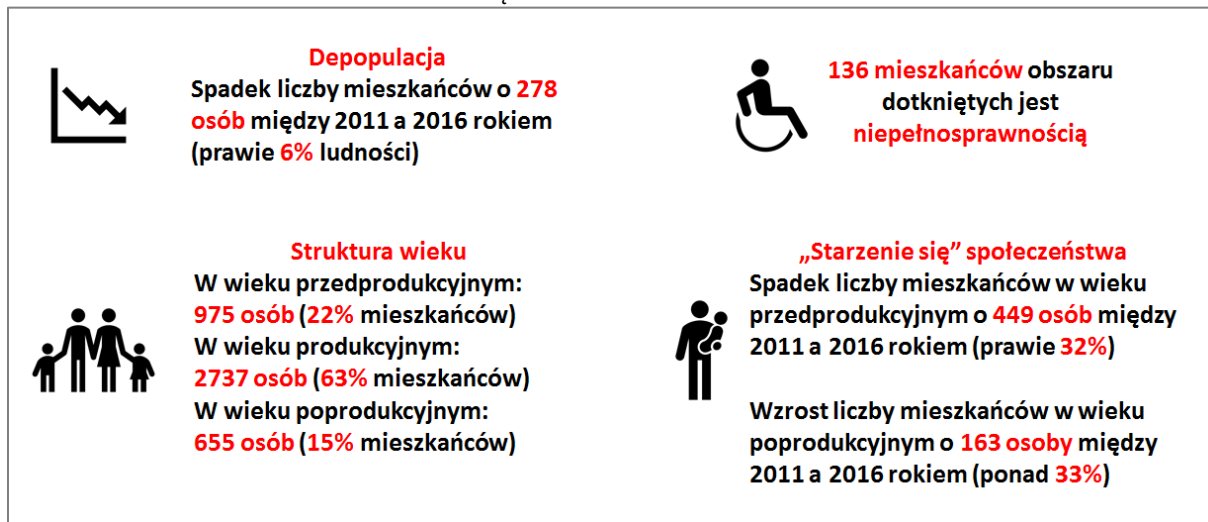 Depopulacja
Spadek liczby mieszkańców o 278
osób między 2011 a 2016 rokiem
(prawie 6% ludności)
136 mieszkańców obszaru
dotkniętych jest
niepełnosprawnością
Struktura wieku
W wieku przedprodukcyjnym:
975 osób (22% mieszkańców)
W wieku produkcyjnym:
2737 osób (63% mieszkańców)
W wieku poprodukcyjnym:
655 osób (15% mieszkańców)
„Starzenie się” społeczeństwa
Spadek liczby mieszkańców w wieku
przedprodukcyjnym o 449 osób między
2011 a 2016 rokiem (prawie 32%)
Wzrost liczby mieszkańców w wieku
poprodukcyjnym o 163 osoby między
2011 a 2016 rokiem (ponad 33%)